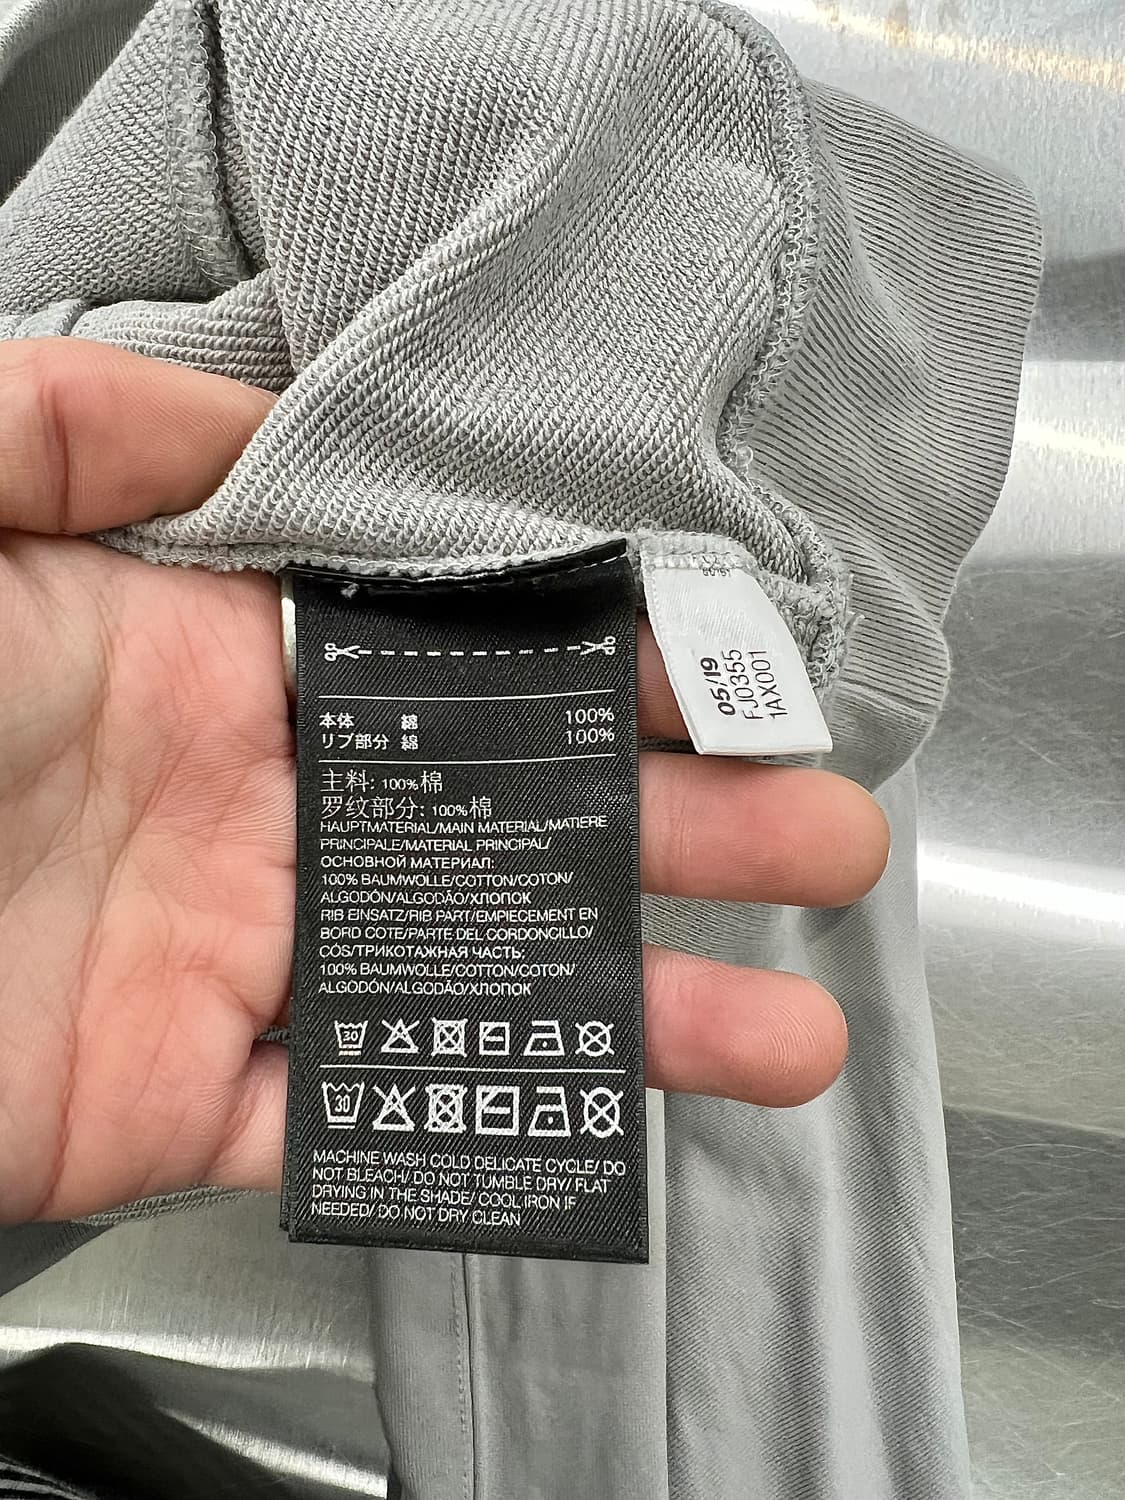 本体 綿 100%
リブ部分 綿 100%
主料: 100%棉
罗纹部分: 100%棉
HAUPTMATERIAL/MAIN MATERIAL/MATIERE
PRINCIPALE/MATERIAL PRINCIPAL/
ОСНОВНОЙ МАТЕРИАЛ:
100% BAUMWOLLE/COTTON/COTON/
ALGODÓN/ALGODÃO/ХЛОПОК
RIB EINSATZ/RIB PART/EMPIECEMENT EN
BORD COTE/PARTE DEL CORDONCILLO/
CÓS/ТРИКОТАЖНАЯ ЧАСТЬ:
100% BAUMWOLLE/COTTON/COTON/
ALGODÓN/ALGODÃO/ХЛОПОК
30
30
MACHINE WASH COLD DELICATE CYCLE/ DO
NOT BLEACH/ DO NOT TUMBLE DRY/ FLAT
DRYING IN THE SHADE/ COOL IRON IF
NEEDED/ DO NOT DRY CLEAN
05/19
FJ0355
1AX001